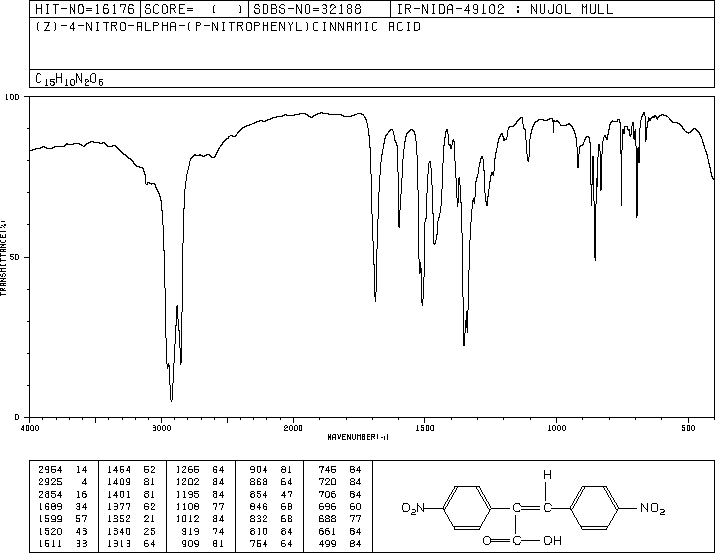 HIT-NO=16176 SCORE= ( ) SDBS-NO=32188 IR-NIDA-49102 : NUJOL MULL
(Z)-4-NITRO-ALPHA-(P-NITROPHENYL)CINNAMIC ACID
C15H10N2O6
100
50
0
TRANSMITTANCE(%)
4000 3000 2000 1500 1000 500
WAVENUMBER(-1)
2954 14 1464 52 1266 64 904 81 745 84
2925 4 1409 81 1202 84 868 64 720 84
2854 16 1401 81 1195 84 854 47 706 84
1689 34 1377 62 1108 77 846 68 696 60
1599 57 1352 21 1012 84 832 68 688 77
1520 43 1340 25 919 74 810 84 661 84
1511 33 1313 64 909 81 754 64 499 84
H
O2N NO2
O C OH